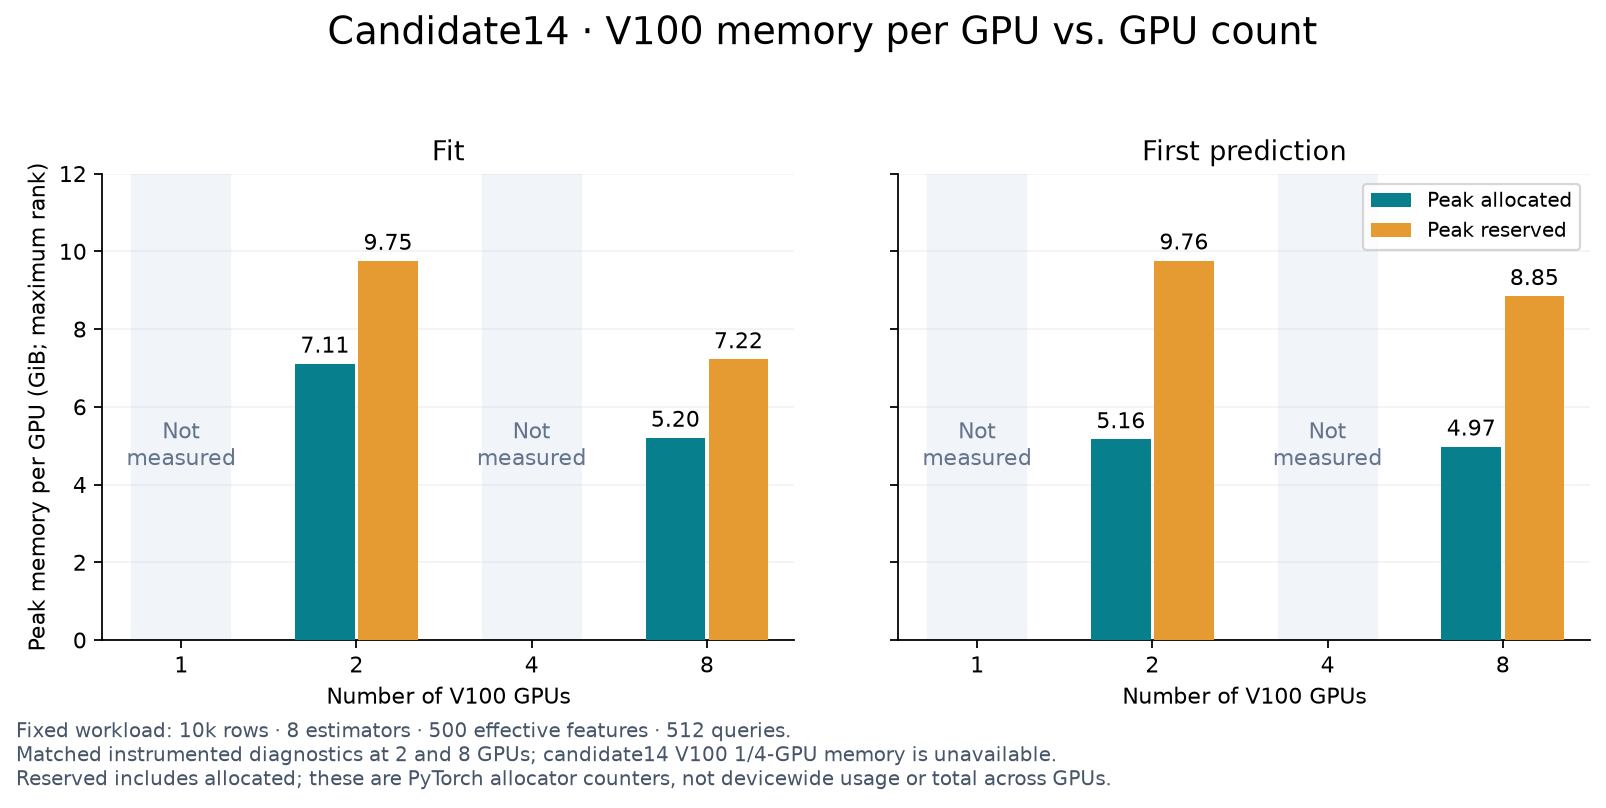 Candidate14 · V100 memory per GPU vs. GPU count
Fit
Peak memory per GPU (GiB; maximum rank)
12
10
8
6
4
2
0
Not
measured
7.11
9.75
Not
measured
5.20
7.22
1
2
4
8
Number of V100 GPUs
First prediction
Peak allocated
Peak reserved
Not
measured
5.16
9.76
Not
measured
4.97
8.85
1
2
4
8
Number of V100 GPUs
Fixed workload: 10k rows · 8 estimators · 500 effective features · 512 queries.
Matched instrumented diagnostics at 2 and 8 GPUs; candidate14 V100 1/4-GPU memory is unavailable.
Reserved includes allocated; these are PyTorch allocator counters, not devicewide usage or total across GPUs.